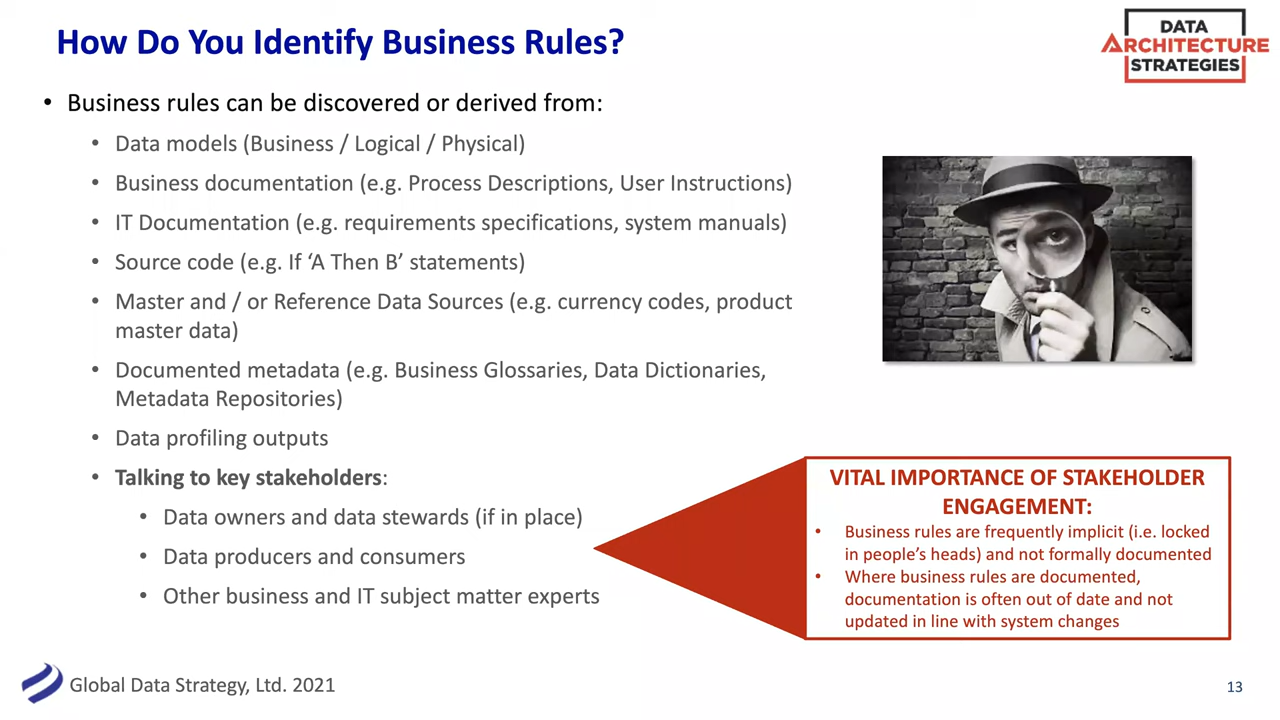 How Do You Identify Business Rules?
DATA
ARCHITECTURE
STRATEGIES
• Business rules can be discovered or derived from:
• Data models (Business / Logical / Physical)
• Business documentation (e.g. Process Descriptions, User Instructions)
• IT Documentation (e.g. requirements specifications, system manuals)
• Source code (e.g. If ‘A Then B’ statements)
• Master and / or Reference Data Sources (e.g. currency codes, product
master data)
• Documented metadata (e.g. Business Glossaries, Data Dictionaries,
Metadata Repositories)
• Data profiling outputs
• Talking to key stakeholders:
• Data owners and data stewards (if in place)
• Data producers and consumers
• Other business and IT subject matter experts
VITAL IMPORTANCE OF STAKEHOLDER
ENGAGEMENT:
• Business rules are frequently implicit (i.e. locked
in people’s heads) and not formally documented
• Where business rules are documented,
documentation is often out of date and not
updated in line with system changes
Global Data Strategy, Ltd. 2021
13